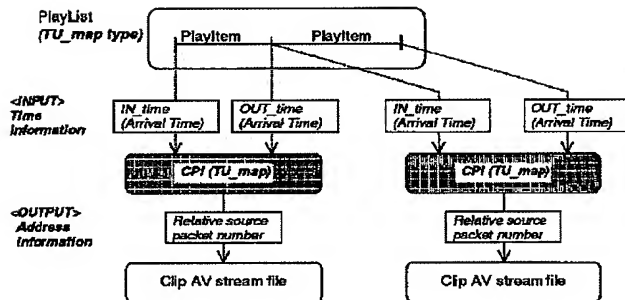 PlayList
(TU_map type)
PlayItem
PlayItem
<INPUT>
Time
Information
IN_time
(Arrival Time)
OUT_time
(Arrival Time)
IN_time
(Arrival Time)
OUT_time
(Arrival Time)
CPI (TU_map)
CPI (TU_map)
<OUTPUT>
Address
Information
Relative source
packet number
Relative source
packet number
Clip AV stream file
Clip AV stream file